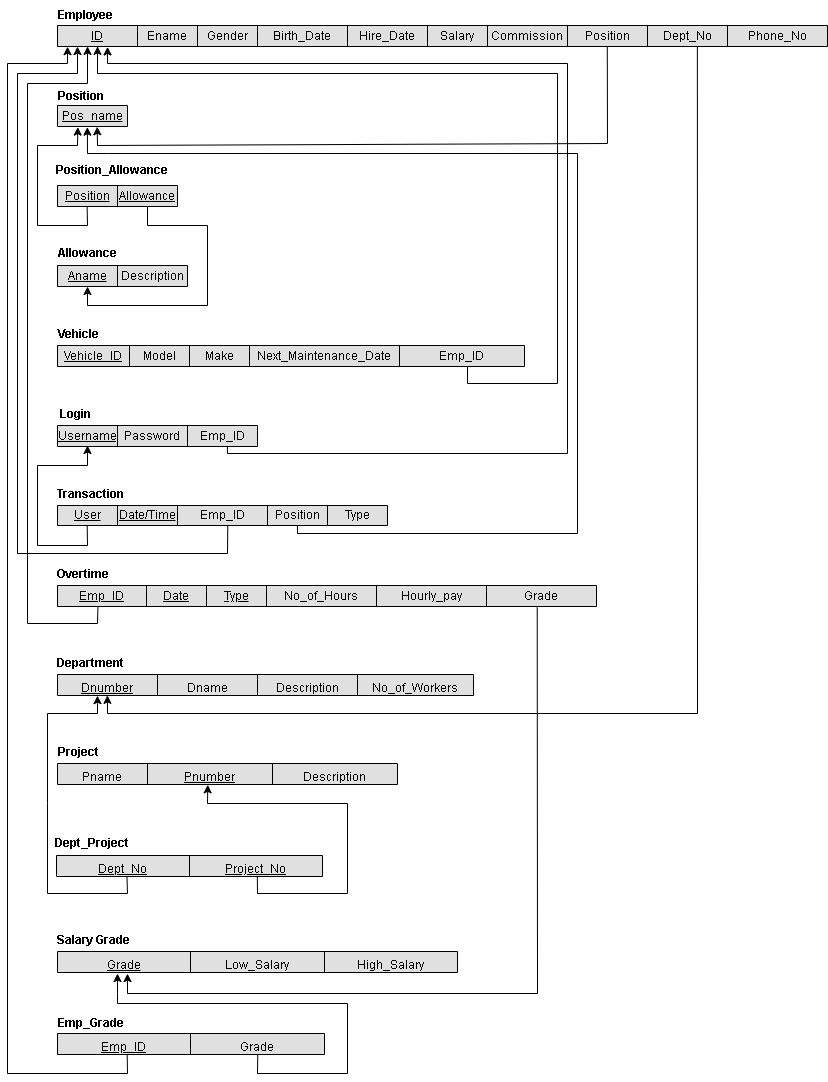 Employee
ID Ename Gender Birth_Date Hire_Date Salary Commission Position Dept_No Phone_No
Position
Pos_name
Position_Allowance
Position Allowance
Allowance
Aname Description
Vehicle
Vehicle_ID Model Make Next_Maintenance_Date Emp_ID
Login
Username Password Emp_ID
Transaction
User Date/Time Emp_ID Position Type
Overtime
Emp_ID Date Type No_of_Hours Hourly_pay Grade
Department
Dnumber Dname Description No_of_Workers
Project
Pname Pnumber Description
Dept_Project
Dept_No Project_No
Salary Grade
Grade Low_Salary High_Salary
Emp_Grade
Emp_ID Grade